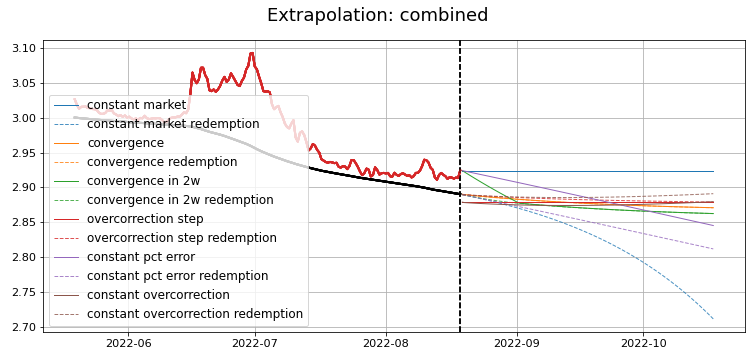 Extrapolation: combined
3.10
3.05
3.00
2.95
2.90
2.85
2.80
2.75
2.70
constant market
constant market redemption
convergence
convergence redemption
convergence in 2w
convergence in 2w redemption
overcorrection step
overcorrection step redemption
constant pct error
constant pct error redemption
constant overcorrection
constant overcorrection redemption
2022-06 2022-07 2022-08 2022-09 2022-10